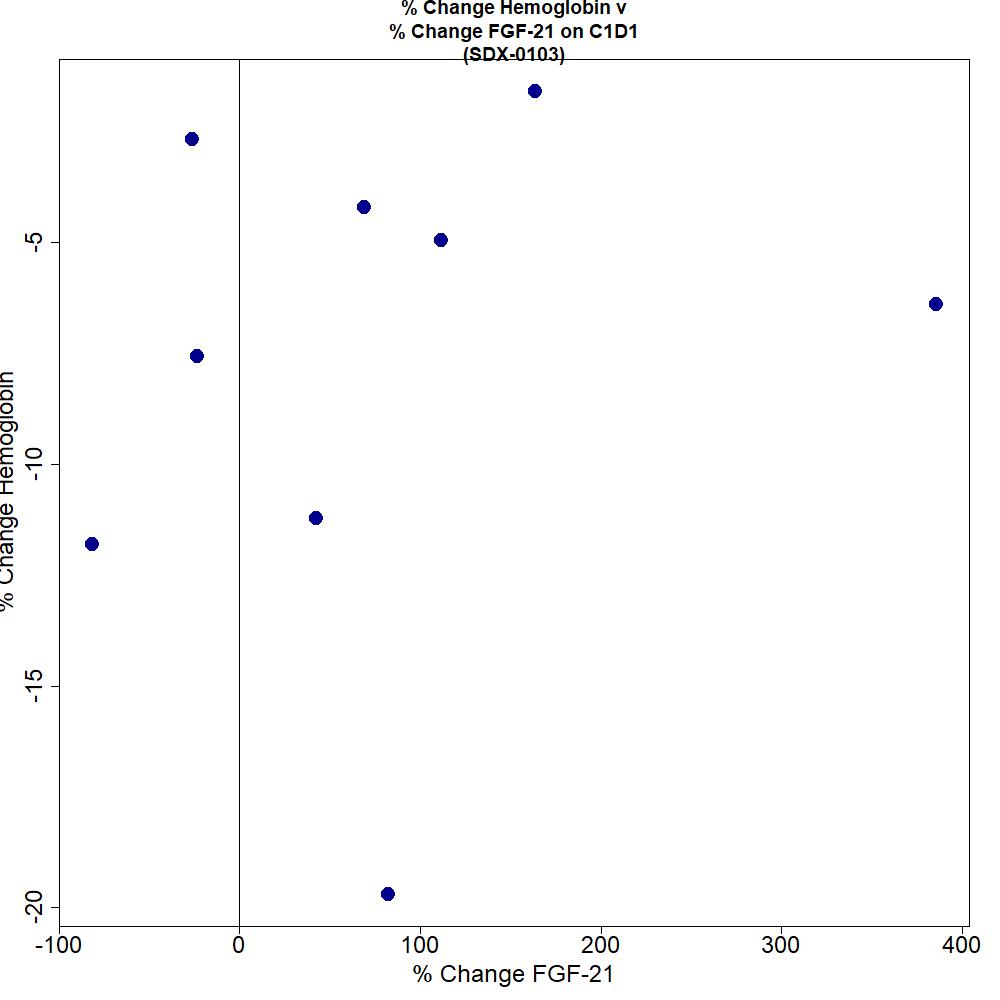 % Change Hemoglobin v
% Change FGF-21 on C1D1
(SDX-0103)
% Change Hemoglobin
-5
-10
-15
-20
-100 0 100 200 300 400
% Change FGF-21